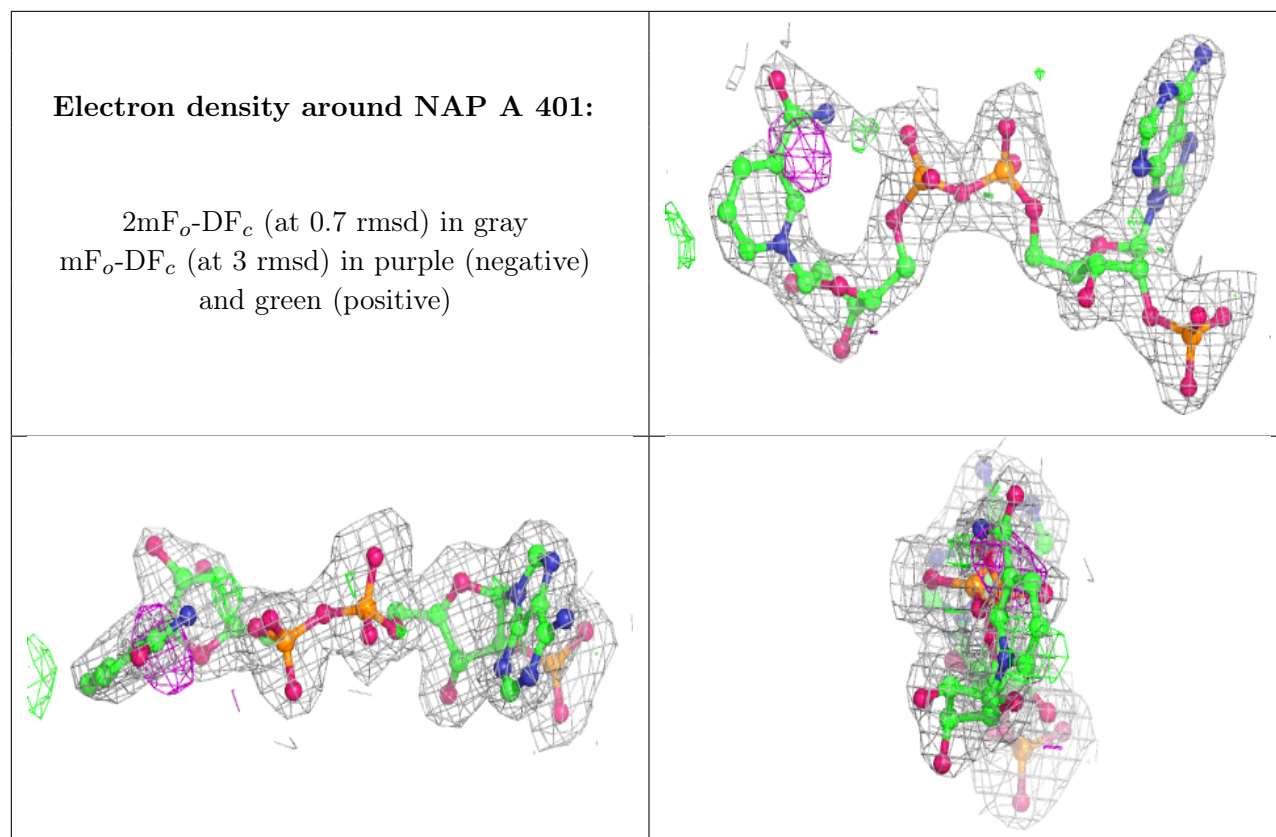 Electron density around NAP A 401:
2mFₒ-DF𝒸 (at 0.7 rmsd) in gray
mFₒ-DF𝒸 (at 3 rmsd) in purple (negative)
and green (positive)